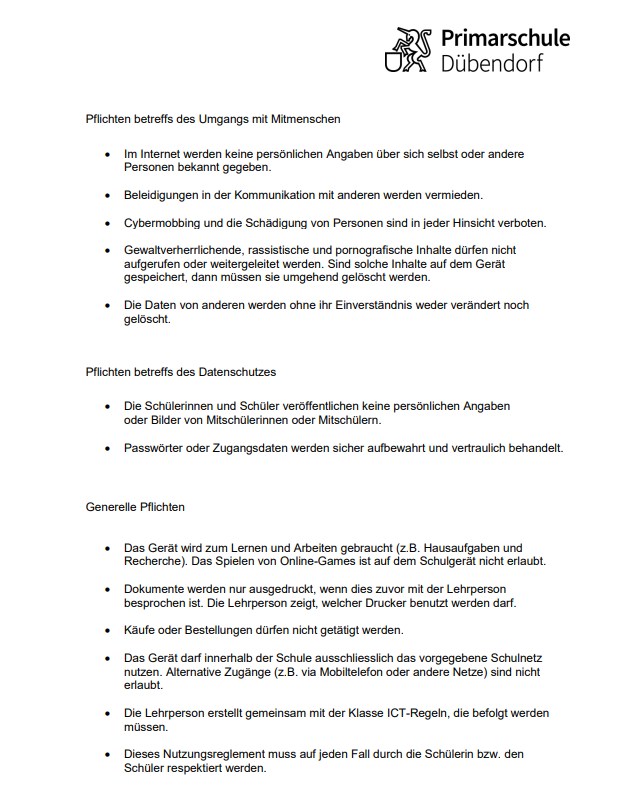 Primarschule
Dübendorf
Pflichten betreffs des Umgangs mit Mitmenschen
• Im Internet werden keine persönlichen Angaben über sich selbst oder andere
Personen bekannt gegeben.
• Beleidigungen in der Kommunikation mit anderen werden vermieden.
• Cybermobbing und die Schädigung von Personen sind in jeder Hinsicht verboten.
• Gewaltverherrlichende, rassistische und pornografische Inhalte dürfen nicht
aufgerufen oder weitergeleitet werden. Sind solche Inhalte auf dem Gerät
gespeichert, dann müssen sie umgehend gelöscht werden.
• Die Daten von anderen werden ohne ihr Einverständnis weder verändert noch
gelöscht.
Pflichten betreffs des Datenschutzes
• Die Schülerinnen und Schüler veröffentlichen keine persönlichen Angaben
oder Bilder von Mitschülerinnen oder Mitschülern.
• Passwörter oder Zugangsdaten werden sicher aufbewahrt und vertraulich behandelt.
Generelle Pflichten
• Das Gerät wird zum Lernen und Arbeiten gebraucht (z.B. Hausaufgaben und
Recherche). Das Spielen von Online-Games ist auf dem Schulgerät nicht erlaubt.
• Dokumente werden nur ausgedruckt, wenn dies zuvor mit der Lehrperson
besprochen ist. Die Lehrperson zeigt, welcher Drucker benutzt werden darf.
• Käufe oder Bestellungen dürfen nicht getätigt werden.
• Das Gerät darf innerhalb der Schule ausschliesslich das vorgegebene Schulnetz
nutzen. Alternative Zugänge (z.B. via Mobiltelefon oder andere Netze) sind nicht
erlaubt.
• Die Lehrperson erstellt gemeinsam mit der Klasse ICT-Regeln, die befolgt werden
müssen.
• Dieses Nutzungsreglement muss auf jeden Fall durch die Schülerin bzw. den
Schüler respektiert werden.